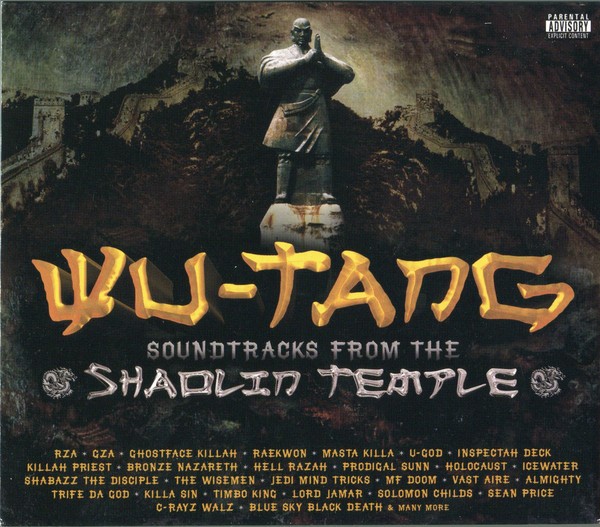 PARENTAL
ADVISORY
EXPLICIT CONTENT
WU-TANG
SOUNDTRACKS FROM THE
SHAOLIN TEMPLE
RZA • GZA • GHOSTFACE KILLAH • RAEKWON • MASTA KILLA • U-GOD • INSPECTAH DECK
KILLAH PRIEST • BRONZE NAZARETH • HELL RAZAH • PRODIGAL SUNN • HOLOCAUST • ICEWATER
SHABAZZ THE DISCIPLE • THE WISEMEN • JEDI MIND TRICKS • MF DOOM • VAST AIRE • ALMIGHTY
TRIFE DA GOD • KILLA SIN • TIMBO KING • LORD JAMAR • SOLOMON CHILDS • SEAN PRICE
C-RAYZ WALZ • BLUE SKY BLACK DEATH & MANY MORE